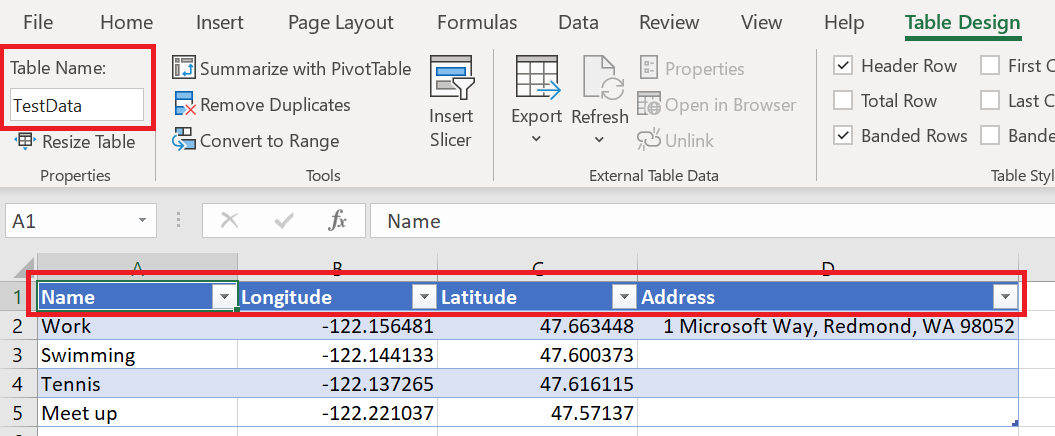 File Home Insert Page Layout Formulas Data Review View Help Table Design
Table Name:
TestData
Resize Table
Properties
Summarize with PivotTable
Remove Duplicates
Convert to Range
Insert
Slicer
Tools
Export
Refresh
Properties
Open in Browser
Unlink
External Table Data
Header Row First C
Total Row Last C
Banded Rows Bande
Table Styl
A1 fx Name
A B C D
1 Name Longitude Latitude Address
2 Work -122.156481 47.663448 1 Microsoft Way, Redmond, WA 98052
3 Swimming -122.144133 47.600373
4 Tennis -122.137265 47.616115
5 Meet up -122.221037 47.57137